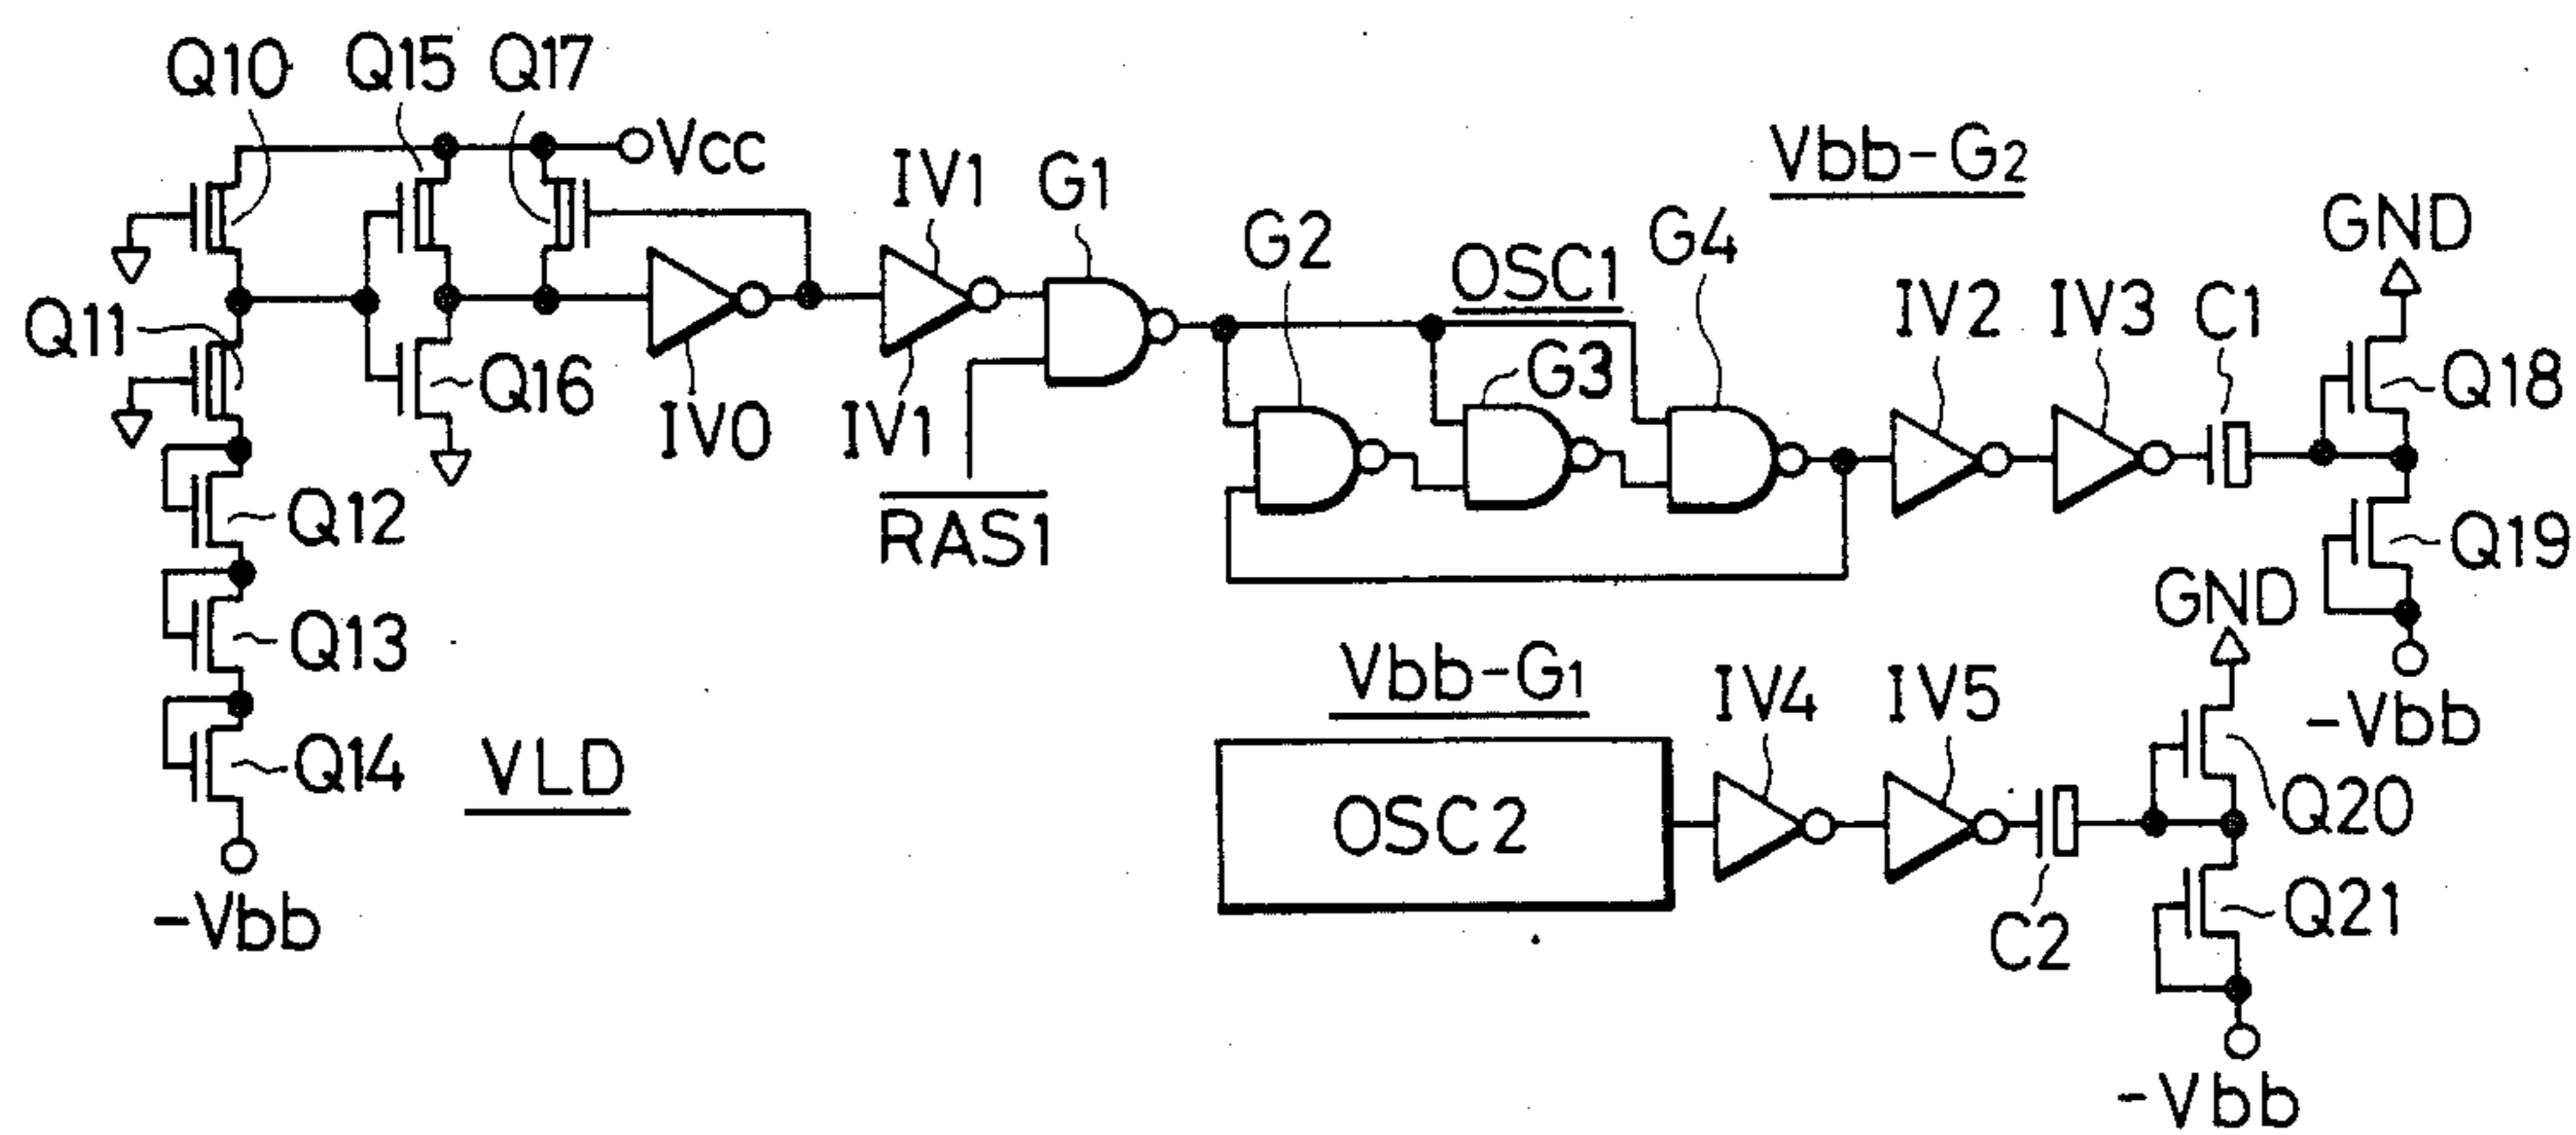 Q10 Q15 Q17
Vcc
IV1 G1
Vbb-G2
GND
G2 OSC1 G4
IV2 IV3 C1
Q11
Q16
G3
Q18
IV0 IV1
RAS1
Q12
Q19
GND
Q13
Vbb-G1
IV4 IV5
-Vbb
Q14 VLD
OSC2
Q20
-Vbb
C2
Q21
-Vbb